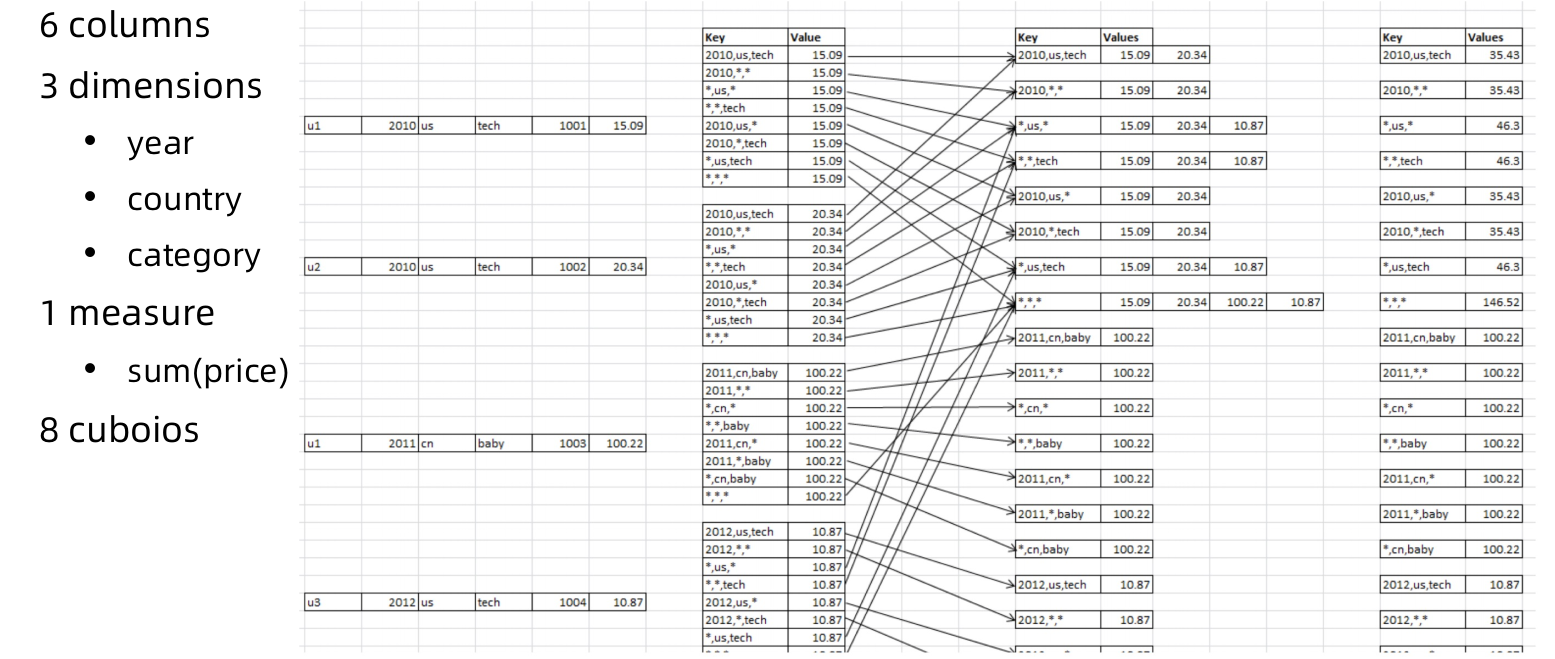 6 columns
3 dimensions
• year
• country
• category
1 measure
• sum(price)
8 cuboios
u1 2010 us tech 1001 15.09
u2 2010 us tech 1002 20.34
u1 2011 cn baby 1003 100.22
u3 2012 us tech 1004 10.87
Key Value
2010,us,tech 15.09
2010,*,* 15.09
*,us,* 15.09
*,*,tech 15.09
2010,us,* 15.09
2010,*,tech 15.09
*,us,tech 15.09
*,*,* 15.09
2010,us,tech 20.34
2010,*,* 20.34
*,us,* 20.34
*,*,tech 20.34
2010,us,* 20.34
2010,*,tech 20.34
*,us,tech 20.34
*,*,* 20.34
2011,cn,baby 100.22
2011,*,* 100.22
*,cn,* 100.22
*,*,baby 100.22
2011,cn,* 100.22
2011,*,baby 100.22
*,cn,baby 100.22
*,*,* 100.22
2012,us,tech 10.87
2012,*,* 10.87
*,us,* 10.87
*,*,tech 10.87
2012,us,* 10.87
2012,*,tech 10.87
*,us,tech 10.87
Key Values
2010,us,tech 15.09 20.34
2010,*,* 15.09 20.34
*,us,* 15.09 20.34 10.87
*,*,tech 15.09 20.34 10.87
2010,us,* 15.09 20.34
2010,*,tech 15.09 20.34
*,us,tech 15.09 20.34 10.87
*,*,* 15.09 20.34 100.22 10.87
2011,cn,baby 100.22
2011,*,* 100.22
*,cn,* 100.22
*,*,baby 100.22
2011,cn,* 100.22
2011,*,baby 100.22
*,cn,baby 100.22
2012,us,tech 10.87
2012,*,* 10.87
Key Values
2010,us,tech 35.43
2010,*,* 35.43
*,us,* 46.3
*,*,tech 46.3
2010,us,* 35.43
2010,*,tech 35.43
*,us,tech 46.3
*,*,* 146.52
2011,cn,baby 100.22
2011,*,* 100.22
*,cn,* 100.22
*,*,baby 100.22
2011,cn,* 100.22
2011,*,baby 100.22
*,cn,baby 100.22
2012,us,tech 10.87
2012,*,* 10.87